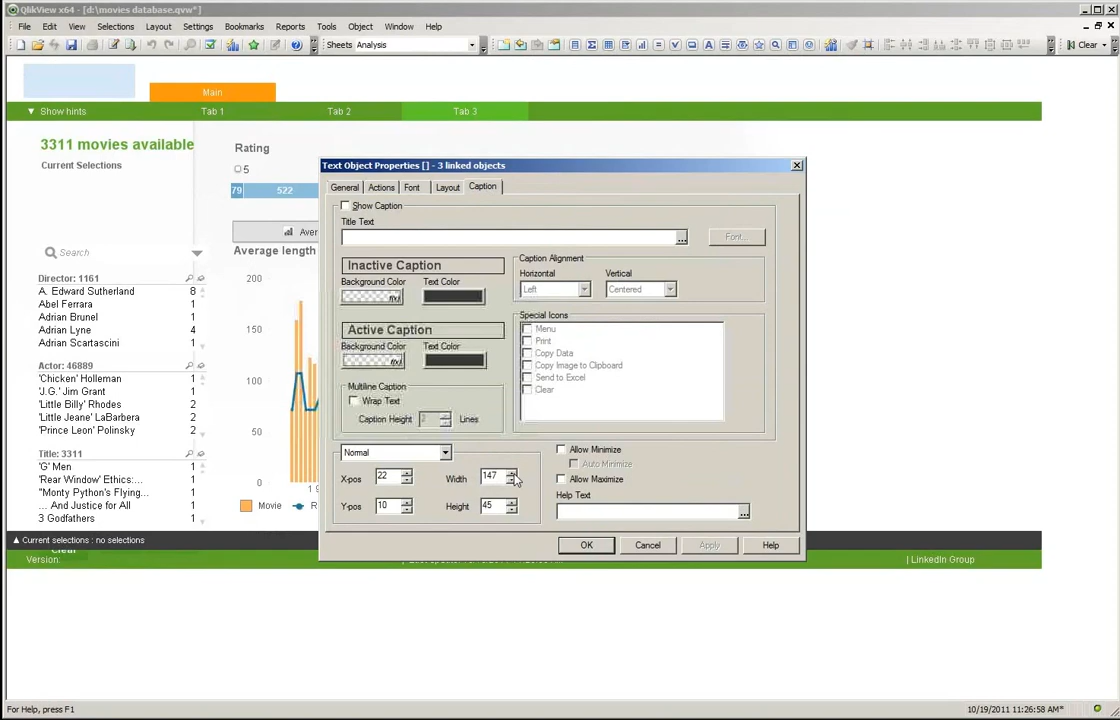 QlikView x64 - [d:\movies database.qvw*]
File Edit View Selections Layout Settings Bookmarks Reports Tools Object Window Help
Sheets Analysis
Clear
Main
Show hints Tab 1 Tab 2 Tab 3
3311 movies available
Current Selections
Rating
5
79 522
Aver
Average length
200
150
100
50
0
1 9
Movie R
Search
Director: 1161
A. Edward Sutherland 8
Abel Ferrara 1
Adrian Brunel 1
Adrian Lyne 4
Adrian Scartascini 1
Actor: 46889
'Chicken' Holleman 1
'J.G.' Jim Grant 1
'Little Billy' Rhodes 2
'Little Jeane' LaBarbera 1
'Prince Leon' Polinsky 1
Title: 3311
'G' Men 1
'Rear Window' Ethics:... 1
"Monty Python's Flying... 1
... And Justice for All 1
3 Godfathers 1
Current selections : no selections
Clear
Version:
| LinkedIn Group
Text Object Properties [] - 3 linked objects
General Actions Font Layout Caption
Show Caption
Title Text
... Font...
Inactive Caption
Background Color Text Color
f(x)
Active Caption
Background Color Text Color
f(x)
Multiline Caption
Wrap Text
Caption Height 2 Lines
Caption Alignment
Horizontal Vertical
Left Centered
Special Icons
Menu
Print
Copy Data
Copy Image to Clipboard
Send to Excel
Clear
Normal
X-pos 22 Width 147
Y-pos 10 Height 45
Allow Minimize
Auto Minimize
Allow Maximize
Help Text
...
OK Cancel Apply Help
For Help, press F1
10/19/2011 11:26:58 AM*